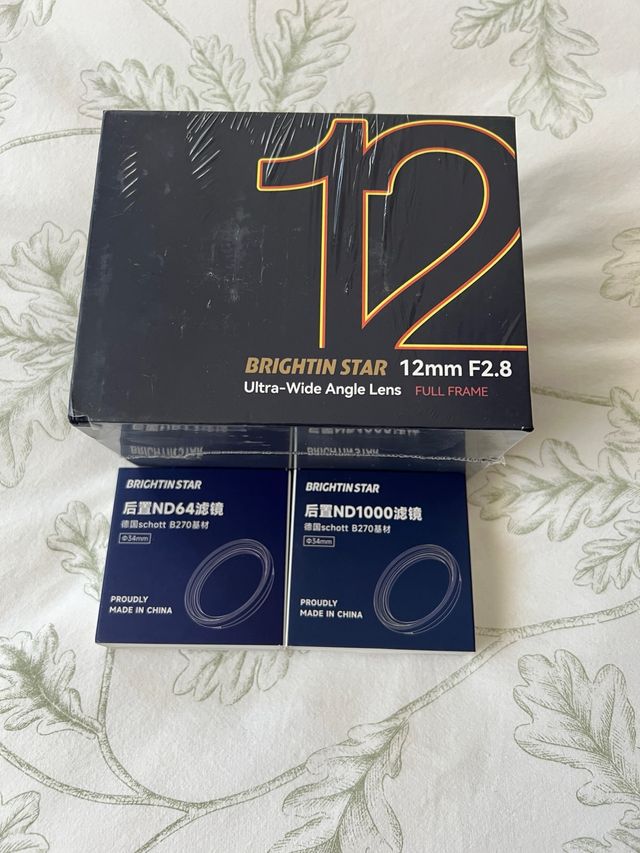 12
BRIGHTIN STAR 12mm F2.8
Ultra-Wide Angle Lens FULL FRAME
BRIGHTIN STAR
后置ND64滤镜
德国schott B270基材
Φ34mm
PROUDLY
MADE IN CHINA
BRIGHTIN STAR
后置ND1000滤镜
德国schott B270基材
Φ34mm
PROUDLY
MADE IN CHINA